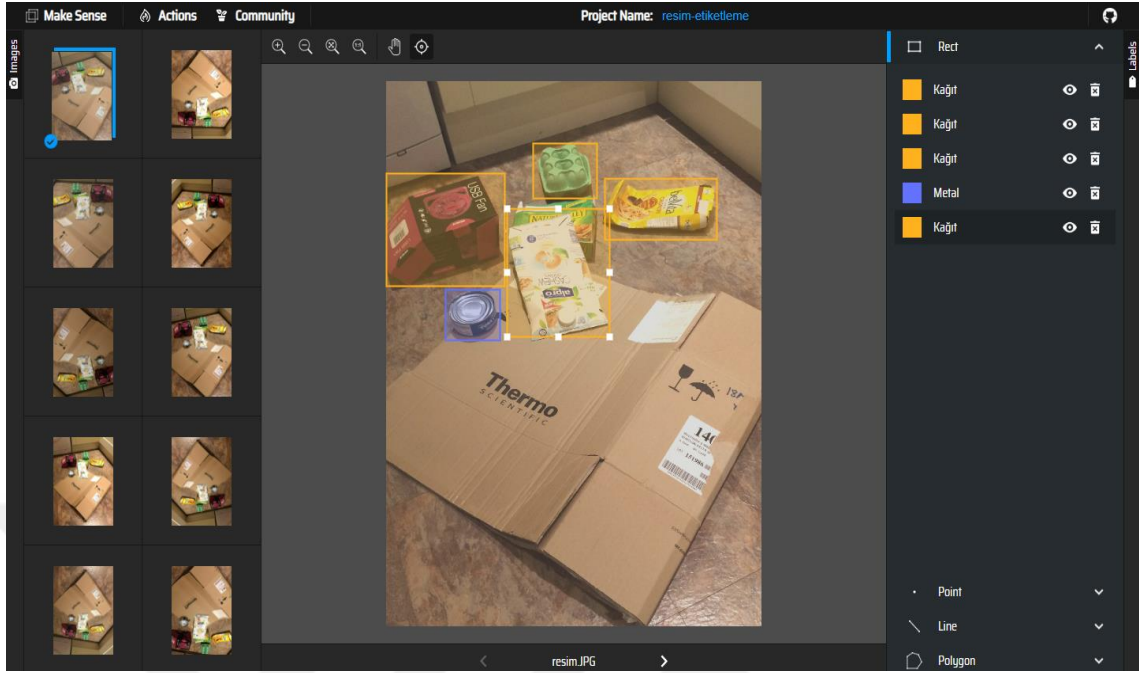 Make Sense
Actions
Community
Project Name: resim-etiketleme
Images
Labels
Rect
Kağıt
Kağıt
Kağıt
Metal
Kağıt
USB Fan
alpro
Thermo
SCIENTIFIC
Point
Line
Polygon
resim.JPG